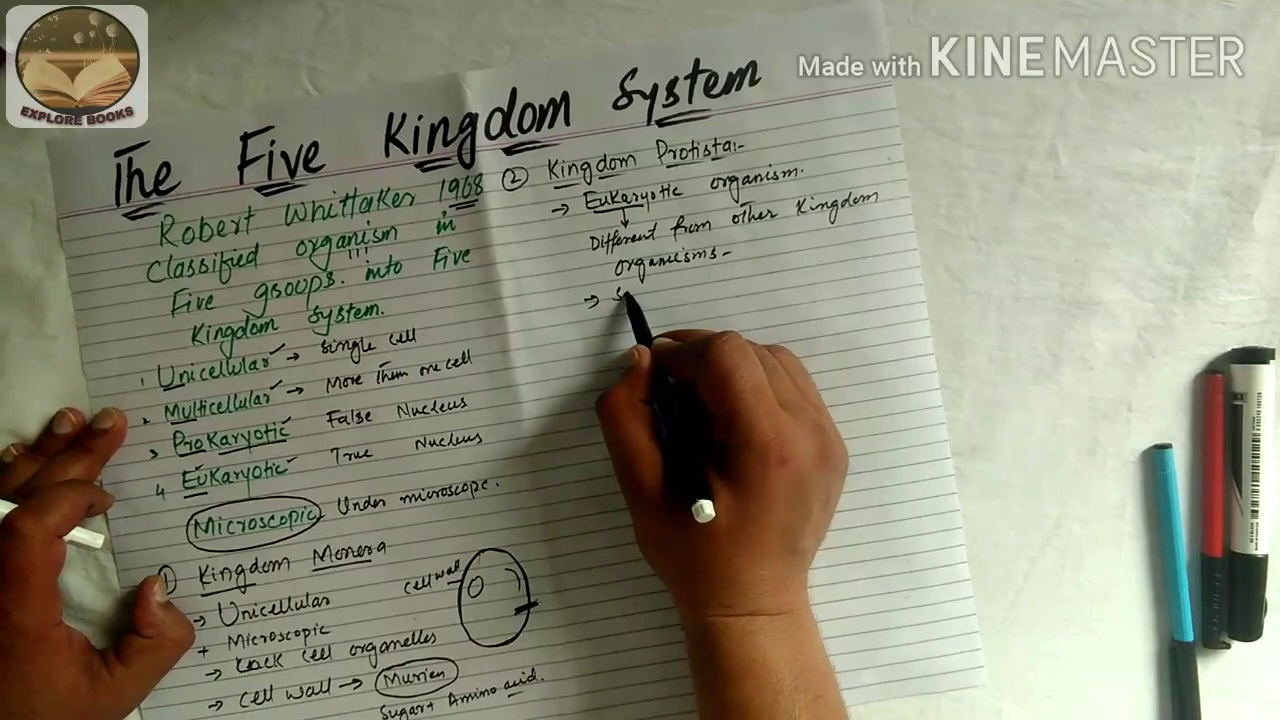 EXPLORE BOOKS
Made with KINEMASTER
The Five Kingdom System
Robert Whittaker 1968
Classified organism in
Five groups. into Five
Kingdom System.
1 Unicellular → Single cell
2 Multicellular → More Them one cell
3 Prokaryotic False Nucleus
4 Eukaryotic True Nucleus
Microscopic Under microscope.
① Kingdom Monera
→ Unicellular
+ Microscopic
→ Lack cell organelles
→ cell wall → Murien
Sugar+ Amino acid.
cell wall
② Kingdom Protista:-
→ Eukaryotic organism.
Different from other Kingdom
organisms-
→ S